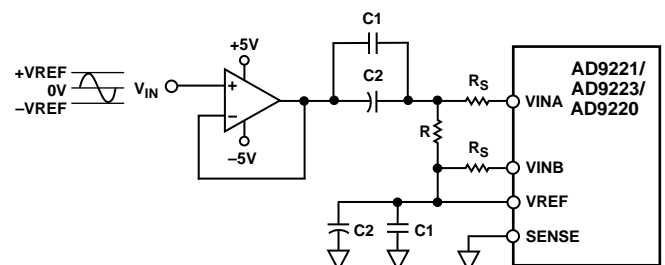 C1
+5V
+VREF
0V
–VREF
VIN
+
–
–5V
C2
RS
R
RS
C2
C1
AD9221/
AD9223/
AD9220
VINA
VINB
VREF
SENSE